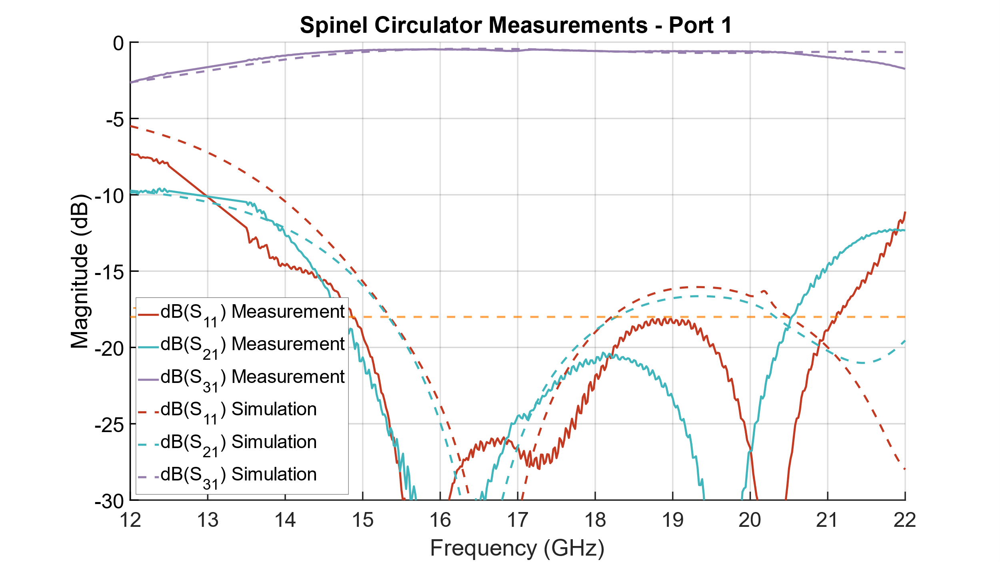 Spinel Circulator Measurements - Port 1
0
-5
-10
-15
-20
-25
-30
Magnitude (dB)
dB(S11) Measurement
dB(S21) Measurement
dB(S31) Measurement
dB(S11) Simulation
dB(S21) Simulation
dB(S31) Simulation
12 13 14 15 16 17 18 19 20 21 22
Frequency (GHz)